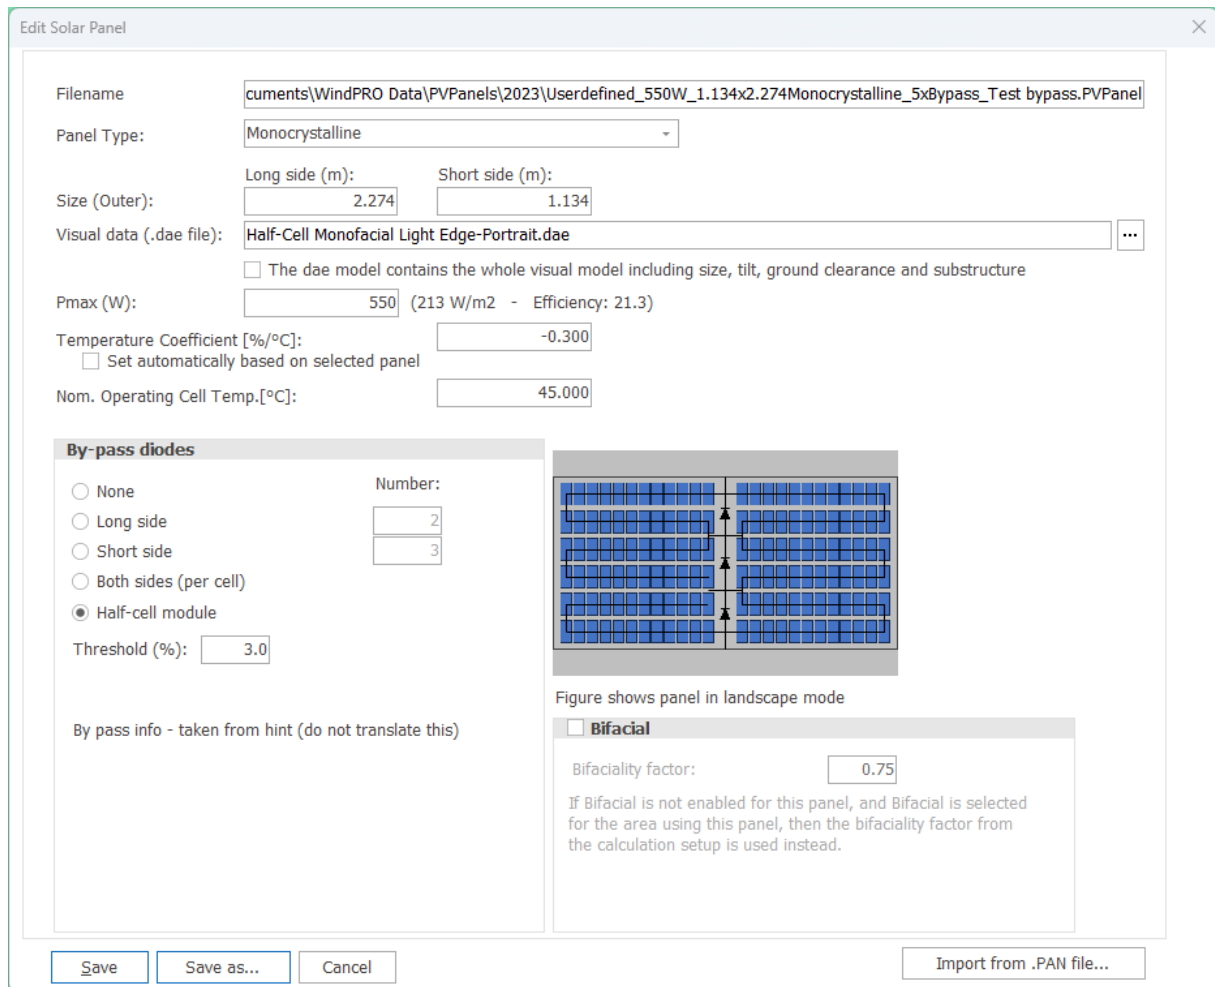 Edit Solar Panel
Filename
cuments\WindPRO Data\PVPanels\2023\Userdefined_550W_1.134x2.274Monocrystalline_5xBypass_Test bypass.PVPanel
Panel Type:
Monocrystalline
Long side (m): Short side (m):
Size (Outer): 2.274 1.134
Visual data (.dae file): Half-Cell Monofacial Light Edge-Portrait.dae ...
The dae model contains the whole visual model including size, tilt, ground clearance and substructure
Pmax (W): 550 (213 W/m2 - Efficiency: 21.3)
Temperature Coefficient [%/°C]: -0.300
Set automatically based on selected panel
Nom. Operating Cell Temp.[°C]: 45.000
By-pass diodes
Number:
None
Long side 2
Short side 3
Both sides (per cell)
Half-cell module
Threshold (%): 3.0
By pass info - taken from hint (do not translate this)
Figure shows panel in landscape mode
Bifacial
Bifaciality factor: 0.75
If Bifacial is not enabled for this panel, and Bifacial is selected
for the area using this panel, then the bifaciality factor from
the calculation setup is used instead.
Save Save as... Cancel Import from .PAN file...